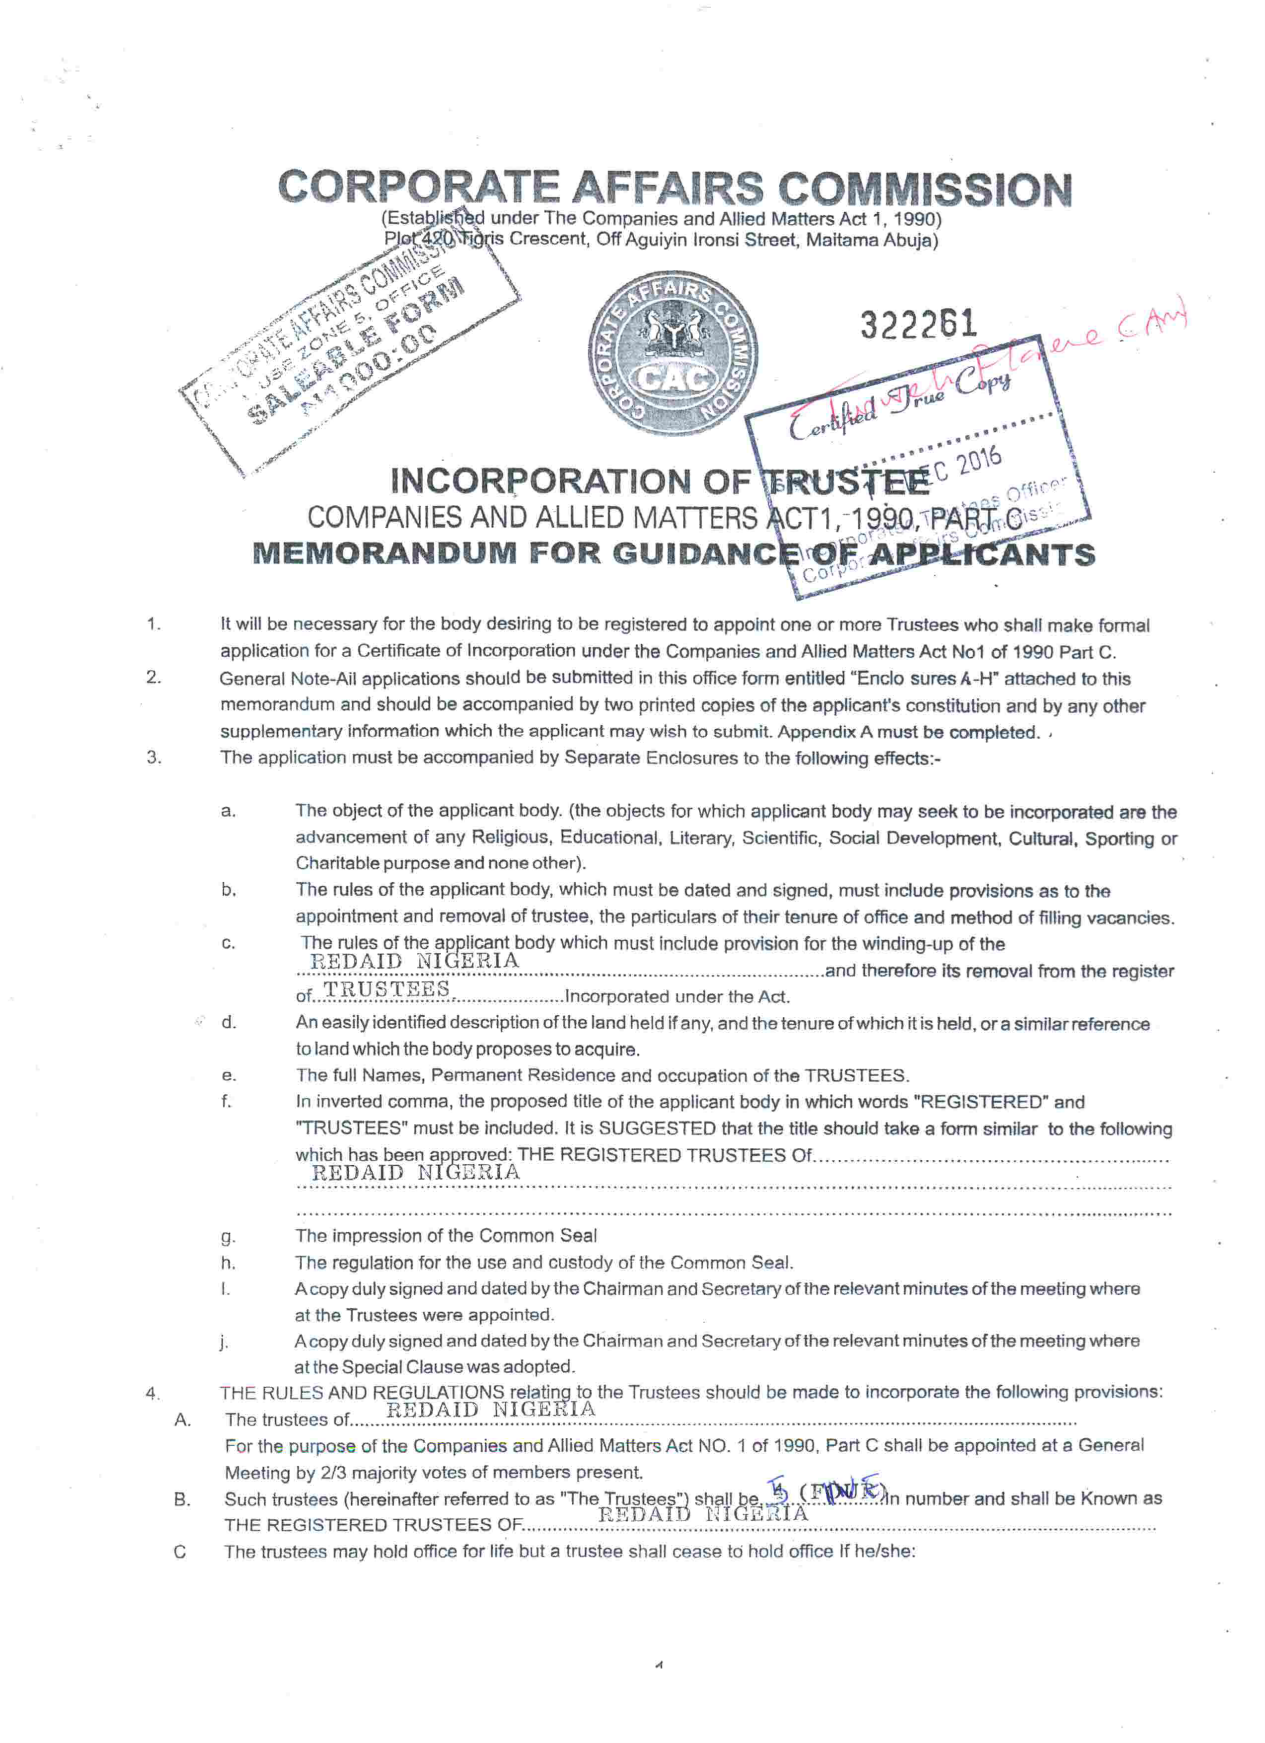 CORPORATE AFFAIRS COMMISSION
(Established under The Companies and Allied Matters Act 1, 1990)
Plot 420 Tigris Crescent, Off Aguiyin Ironsi Street, Maitama Abuja)
CORPORATE AFFAIRS COMMISSION
ZONE 5, OFFICE
SALEABLE FORM
N1000:00
CORPORATE AFFAIRS COMMISSION
CAC
322261
Certified True Copy
DEC 2016
INCORPORATION OF TRUSTEE
COMPANIES AND ALLIED MATTERS ACT1, 1990, PART C
MEMORANDUM FOR GUIDANCE OF APPLICANTS
1. It will be necessary for the body desiring to be registered to appoint one or more Trustees who shall make formal
application for a Certificate of Incorporation under the Companies and Allied Matters Act No1 of 1990 Part C.
2. General Note-Ail applications should be submitted in this office form entitled "Enclo sures A-H" attached to this
memorandum and should be accompanied by two printed copies of the applicant's constitution and by any other
supplementary information which the applicant may wish to submit. Appendix A must be completed.
3. The application must be accompanied by Separate Enclosures to the following effects:-
a. The object of the applicant body. (the objects for which applicant body may seek to be incorporated are the
advancement of any Religious, Educational, Literary, Scientific, Social Development, Cultural, Sporting or
Charitable purpose and none other).
b. The rules of the applicant body, which must be dated and signed, must include provisions as to the
appointment and removal of trustee, the particulars of their tenure of office and method of filling vacancies.
c. The rules of the applicant body which must include provision for the winding-up of the
REDAID NIGERIA ..........and therefore its removal from the register
of..TRUSTEES...........Incorporated under the Act.
d. An easily identified description of the land held if any, and the tenure of which it is held, or a similar reference
to land which the body proposes to acquire.
e. The full Names, Permanent Residence and occupation of the TRUSTEES.
f. In inverted comma, the proposed title of the applicant body in which words "REGISTERED" and
"TRUSTEES" must be included. It is SUGGESTED that the title should take a form similar to the following
which has been approved: THE REGISTERED TRUSTEES Of..........
REDAID NIGERIA
g. The impression of the Common Seal
h. The regulation for the use and custody of the Common Seal.
I. A copy duly signed and dated by the Chairman and Secretary of the relevant minutes of the meeting where
at the Trustees were appointed.
j. A copy duly signed and dated by the Chairman and Secretary of the relevant minutes of the meeting where
at the Special Clause was adopted.
4. THE RULES AND REGULATIONS relating to the Trustees should be made to incorporate the following provisions:
A. The trustees of......REDAID NIGERIA..........
For the purpose of the Companies and Allied Matters Act NO. 1 of 1990, Part C shall be appointed at a General
Meeting by 2/3 majority votes of members present.
B. Such trustees (hereinafter referred to as "The Trustees") shall be 5 (FIVE) in number and shall be Known as
THE REGISTERED TRUSTEES OF..........REDAID NIGERIA..........
C The trustees may hold office for life but a trustee shall cease to hold office If he/she: